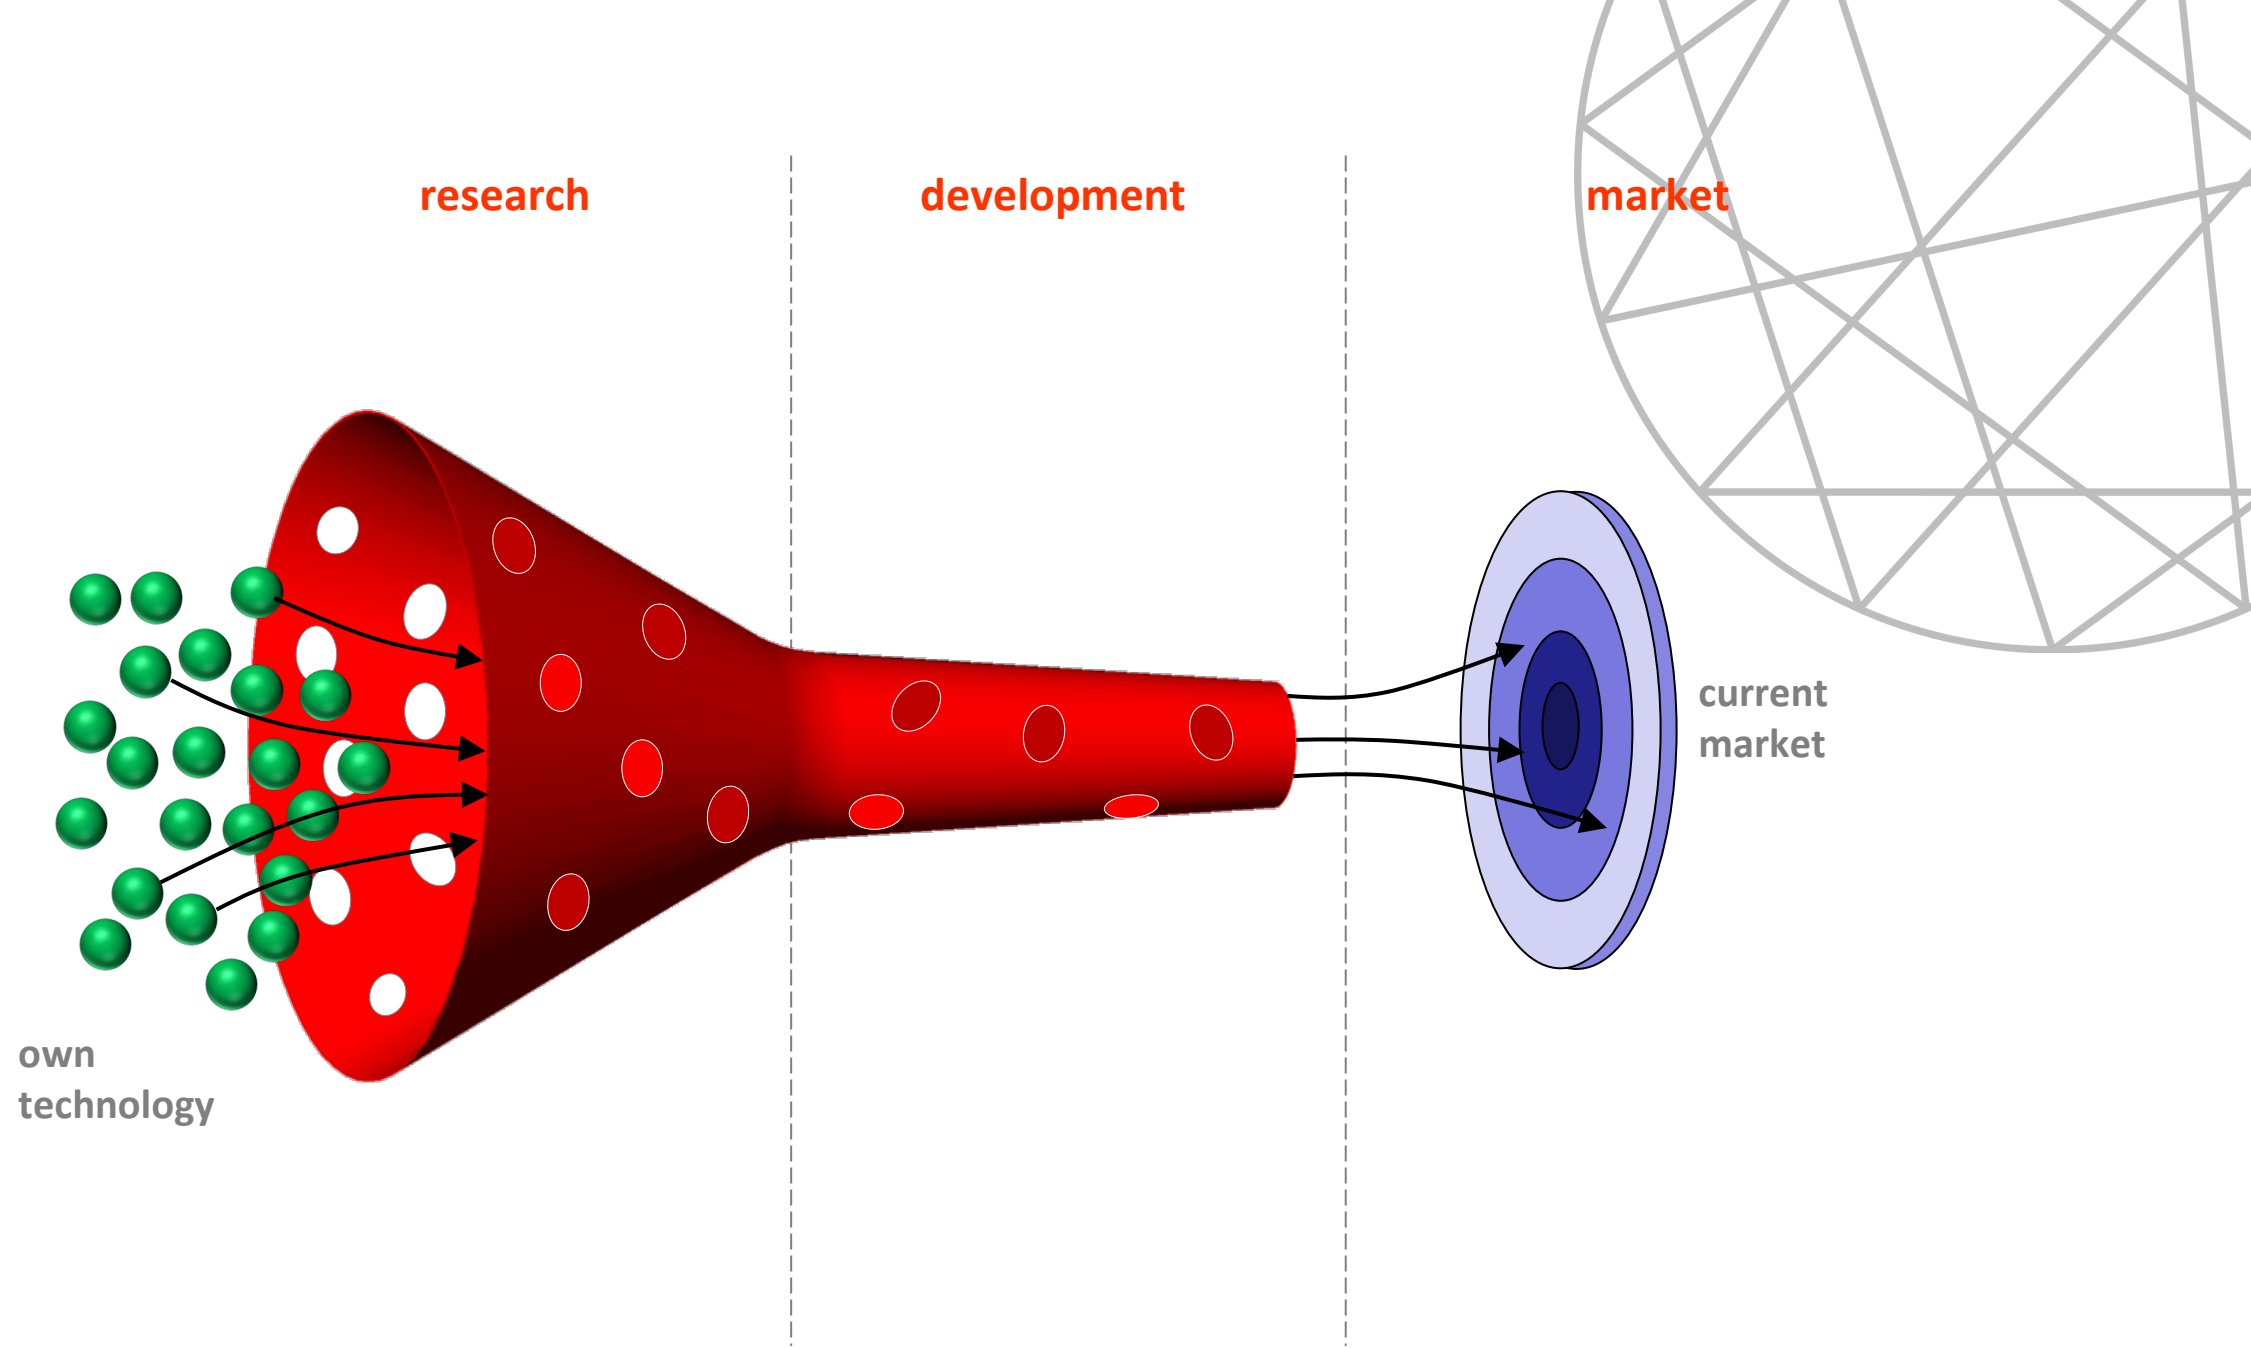 research
development
market
current
market
own
technology